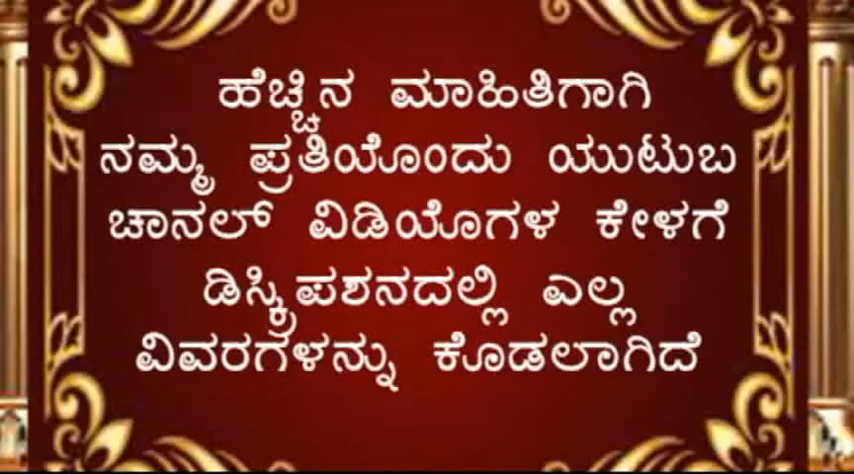 ಹೆಚ್ಚಿನ ಮಾಹಿತಿಗಾಗಿ
ನಮ್ಮ ಪ್ರತಿಯೊಂದು ಯುಟುಬ
ಚಾನಲ್ ವಿಡಿಯೊಗಳ ಕೇಳಗೆ
ಡಿಸ್ಕ್ರಿಪಶನದಲ್ಲಿ ಎಲ್ಲ
ವಿವರಗಳನ್ನು ಕೊಡಲಾಗಿದೆ